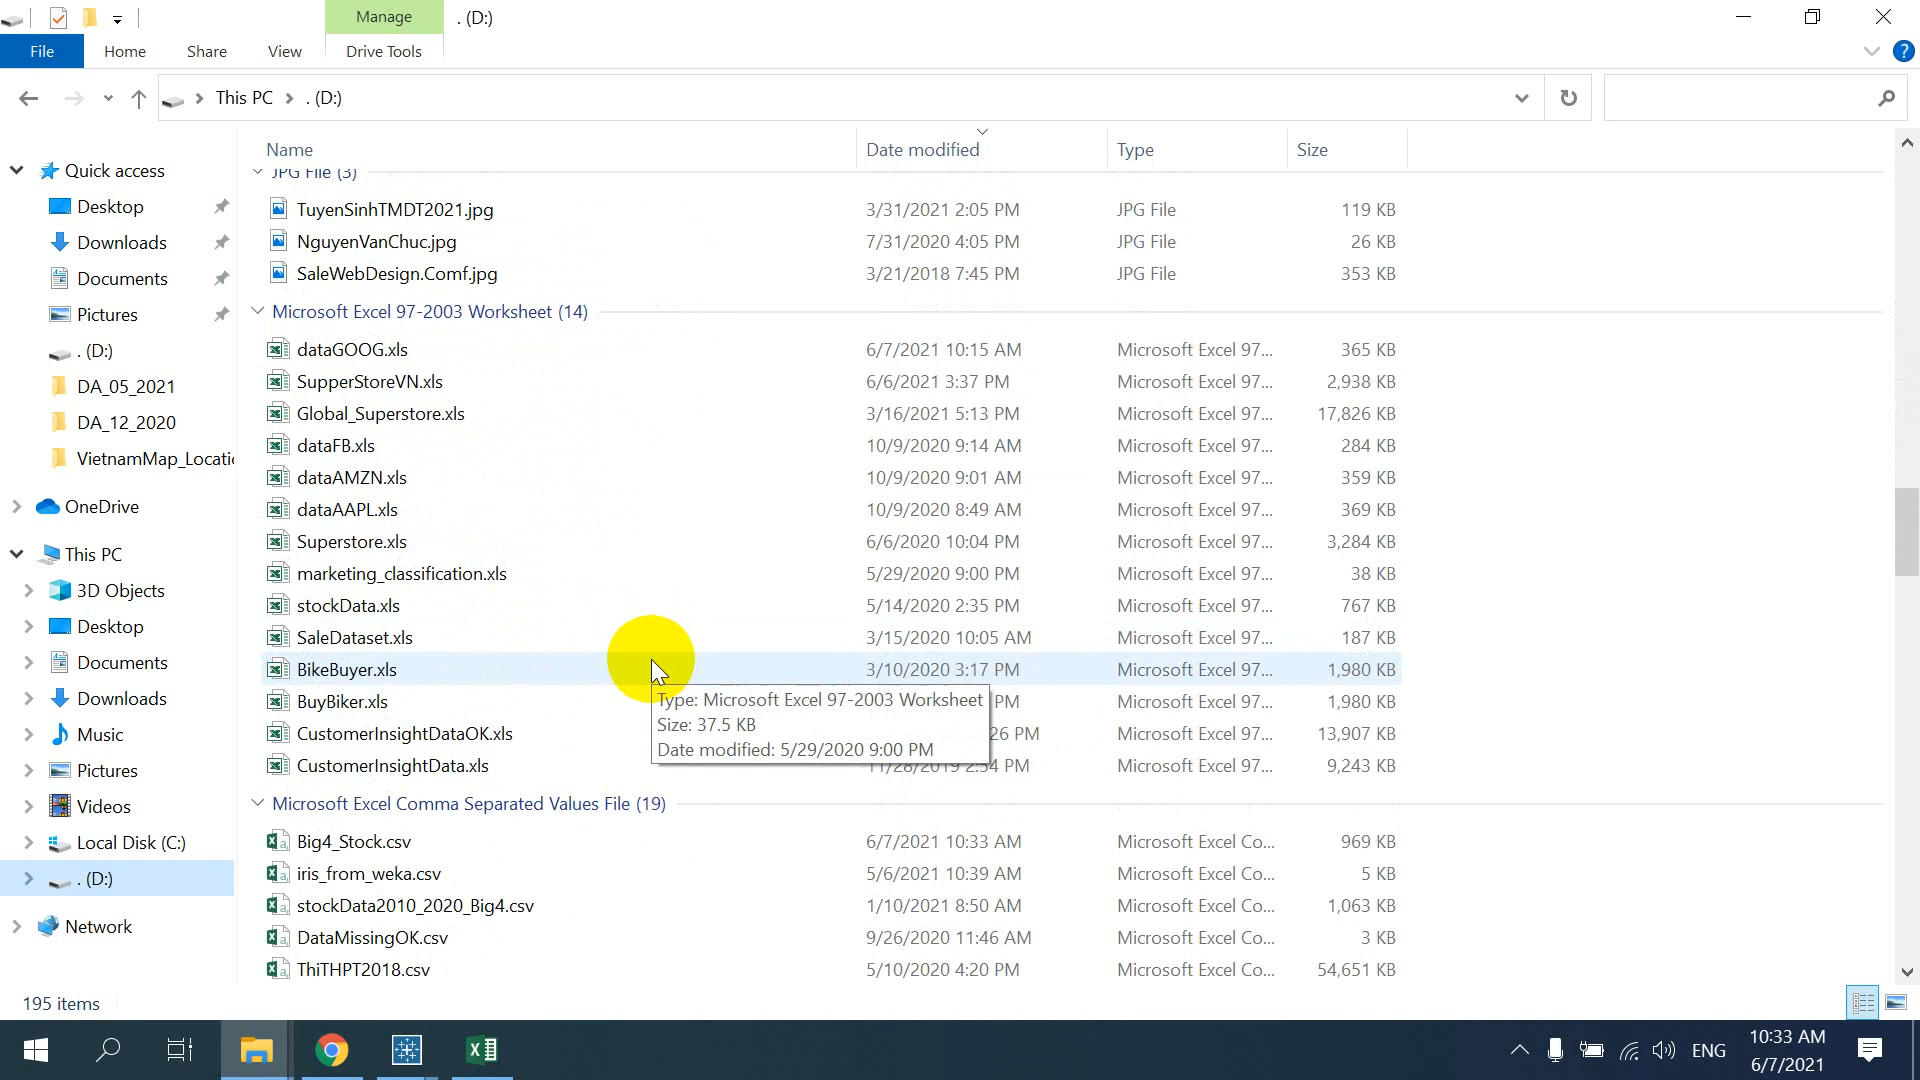 Manage
. (D:)
File
Home
Share
View
Drive Tools
?
This PC
. (D:)
Name
Date modified
Type
Size
Quick access
Desktop
Downloads
Documents
Pictures
. (D:)
DA_05_2021
DA_12_2020
VietnamMap_Locati
OneDrive
This PC
3D Objects
Desktop
Documents
Downloads
Music
Pictures
Videos
Local Disk (C:)
. (D:)
Network
JPG File (3)
TuyenSinhTMDT2021.jpg 3/31/2021 2:05 PM JPG File 119 KB
NguyenVanChuc.jpg 7/31/2020 4:05 PM JPG File 26 KB
SaleWebDesign.Comf.jpg 3/21/2018 7:45 PM JPG File 353 KB
Microsoft Excel 97-2003 Worksheet (14)
dataGOOG.xls 6/7/2021 10:15 AM Microsoft Excel 97... 365 KB
SupperStoreVN.xls 6/6/2021 3:37 PM Microsoft Excel 97... 2,938 KB
Global_Superstore.xls 3/16/2021 5:13 PM Microsoft Excel 97... 17,826 KB
dataFB.xls 10/9/2020 9:14 AM Microsoft Excel 97... 284 KB
dataAMZN.xls 10/9/2020 9:01 AM Microsoft Excel 97... 359 KB
dataAAPL.xls 10/9/2020 8:49 AM Microsoft Excel 97... 369 KB
Superstore.xls 6/6/2020 10:04 PM Microsoft Excel 97... 3,284 KB
marketing_classification.xls 5/29/2020 9:00 PM Microsoft Excel 97... 38 KB
stockData.xls 5/14/2020 2:35 PM Microsoft Excel 97... 767 KB
SaleDataset.xls 3/15/2020 10:05 AM Microsoft Excel 97... 187 KB
BikeBuyer.xls 3/10/2020 3:17 PM Microsoft Excel 97... 1,980 KB
BuyBiker.xls PM Microsoft Excel 97... 1,980 KB
CustomerInsightDataOK.xls 26 PM Microsoft Excel 97... 13,907 KB
CustomerInsightData.xls 11/28/2019 2:54 PM Microsoft Excel 97... 9,243 KB
Type: Microsoft Excel 97-2003 Worksheet
Size: 37.5 KB
Date modified: 5/29/2020 9:00 PM
Microsoft Excel Comma Separated Values File (19)
Big4_Stock.csv 6/7/2021 10:33 AM Microsoft Excel Co... 969 KB
iris_from_weka.csv 5/6/2021 10:39 AM Microsoft Excel Co... 5 KB
stockData2010_2020_Big4.csv 1/10/2021 8:50 AM Microsoft Excel Co... 1,063 KB
DataMissingOK.csv 9/26/2020 11:46 AM Microsoft Excel Co... 3 KB
ThiTHPT2018.csv 5/10/2020 4:20 PM Microsoft Excel Co... 54,651 KB
195 items
ENG
10:33 AM
6/7/2021